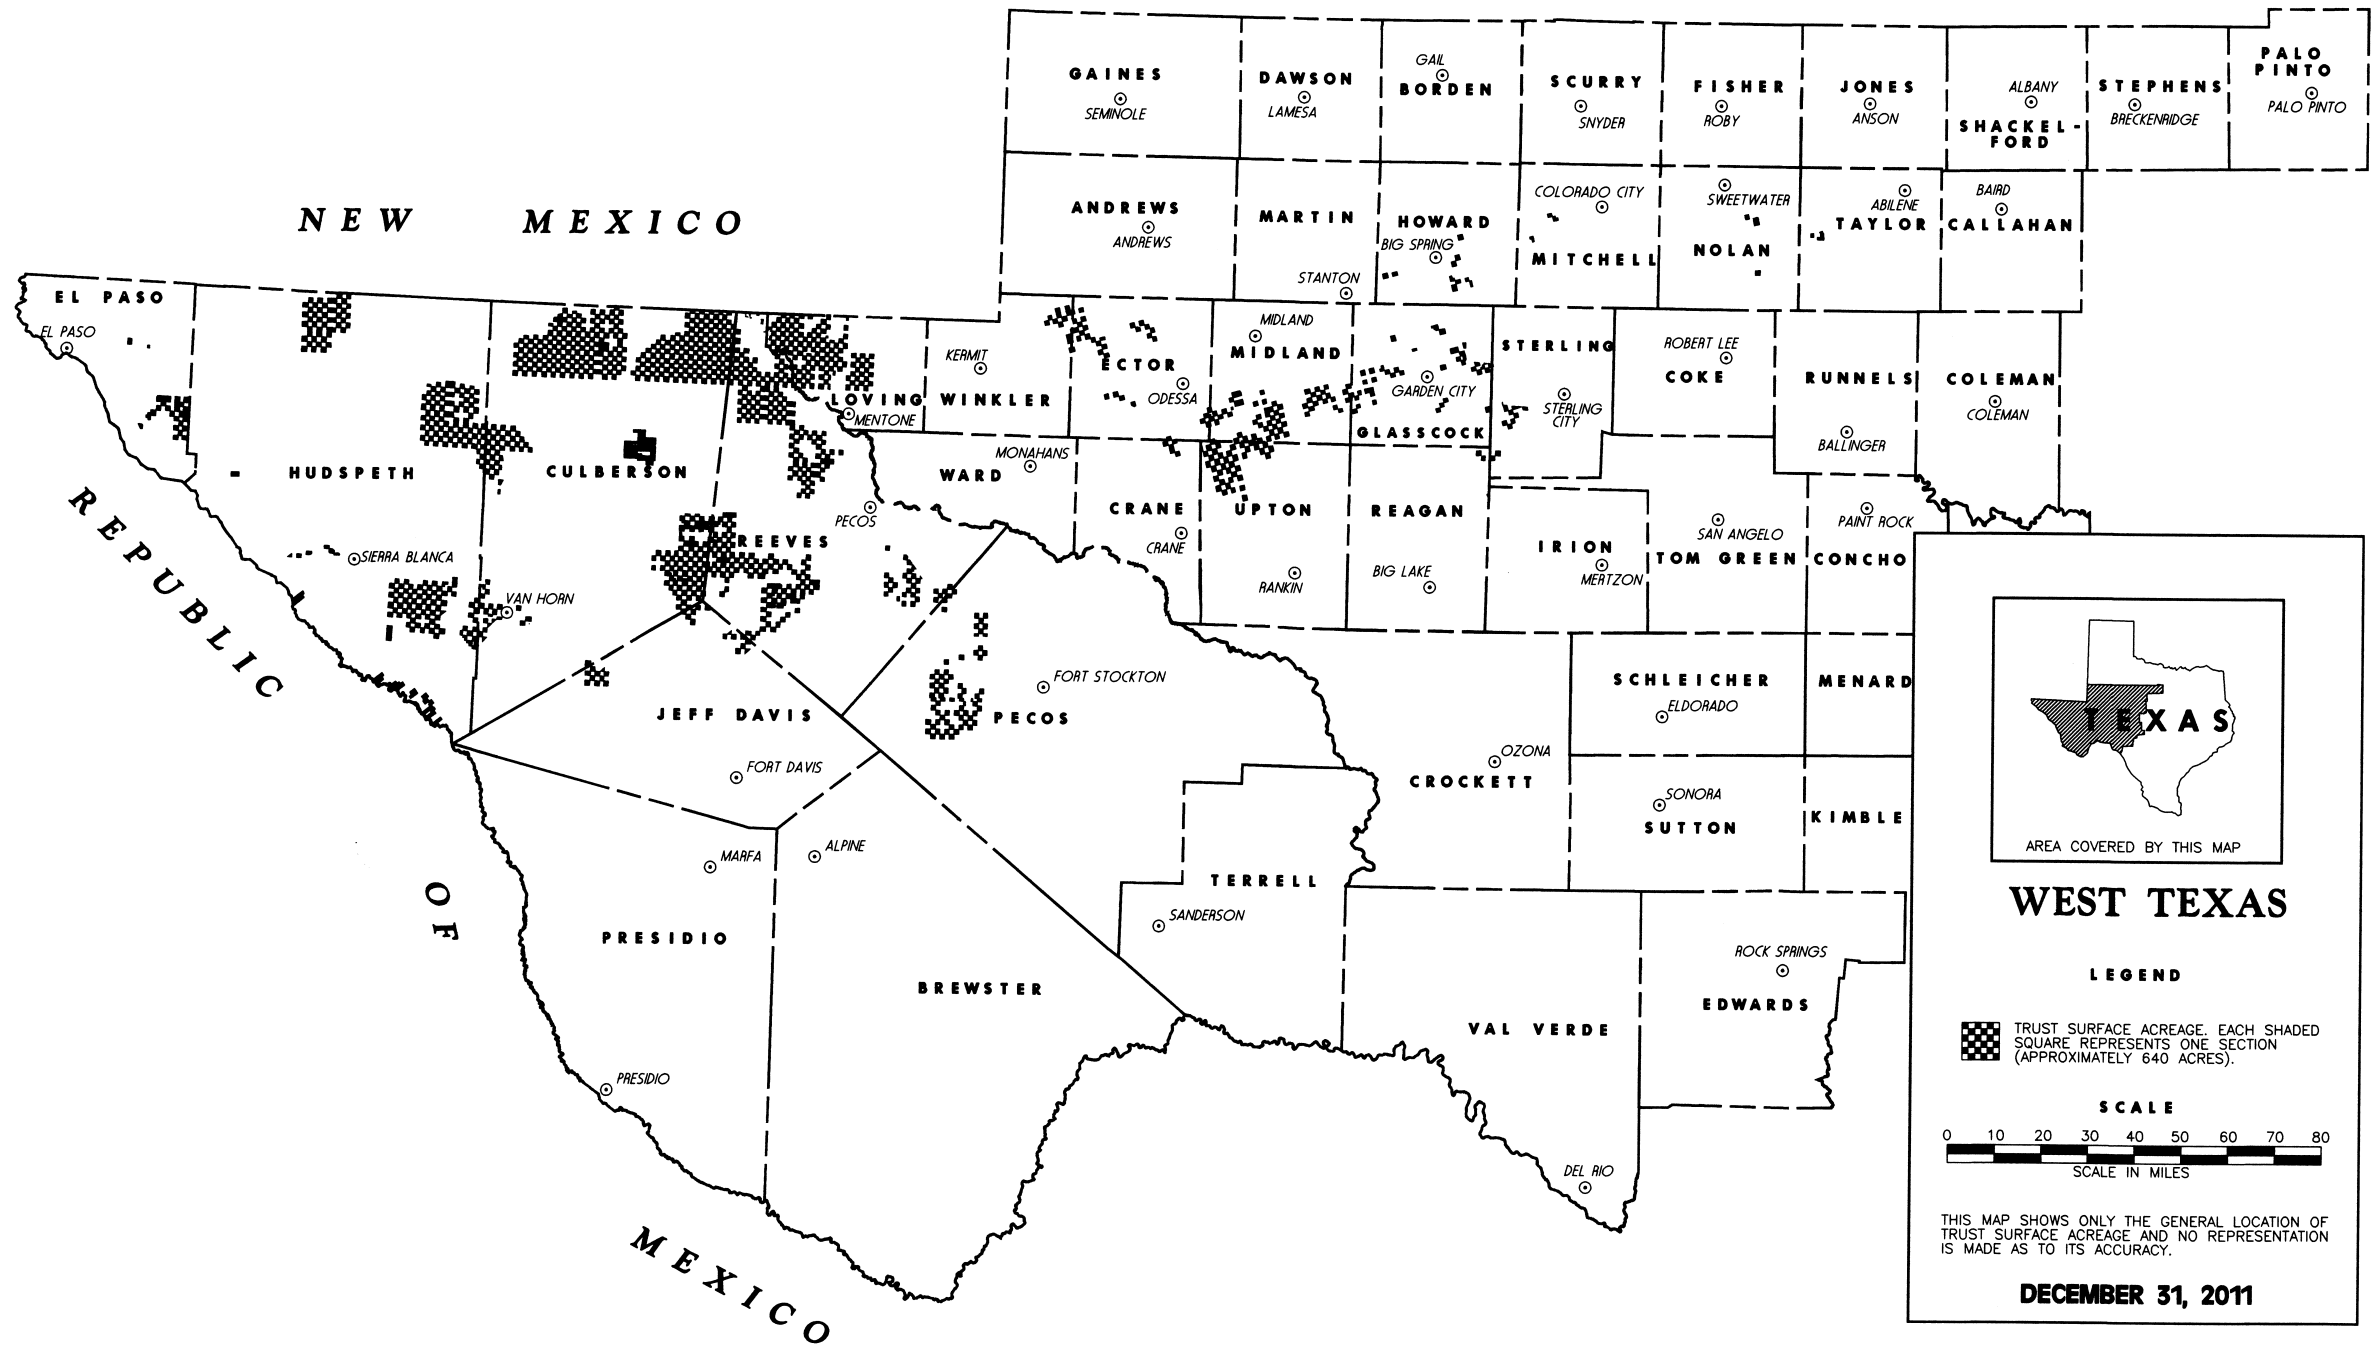 PALO
PINTO
PALO PINTO
GAINES
SEMINOLE
DAWSON
LAMESA
GAIL
BORDEN
SCURRY
SNYDER
FISHER
ROBY
JONES
ANSON
ALBANY
SHACKEL-
FORD
STEPHENS
BRECKENRIDGE
NEW MEXICO
ANDREWS
ANDREWS
MARTIN
STANTON
HOWARD
BIG SPRING
COLORADO CITY
MITCHELL
SWEETWATER
NOLAN
ABILENE
TAYLOR
BAIRD
CALLAHAN
EL PASO
EL PASO
HUDSPETH
SIERRA BLANCA
CULBERSON
VAN HORN
REEVES
PECOS
LOVING
MENTONE
KERMIT
WINKLER
ECTOR
ODESSA
MIDLAND
MIDLAND
GARDEN CITY
GLASSCOCK
STERLING
STERLING
CITY
ROBERT LEE
COKE
RUNNELS
BALLINGER
COLEMAN
COLEMAN
MONAHANS
WARD
CRANE
CRANE
UPTON
RANKIN
REAGAN
BIG LAKE
IRION
MERTZON
SAN ANGELO
TOM GREEN
PAINT ROCK
CONCHO
REPUBLIC
OF
MEXICO
JEFF DAVIS
FORT DAVIS
FORT STOCKTON
PECOS
SCHLEICHER
ELDORADO
MENARD
OZONA
CROCKETT
SONORA
SUTTON
KIMBLE
MARFA
ALPINE
PRESIDIO
PRESIDIO
BREWSTER
TERRELL
SANDERSON
VAL VERDE
DEL RIO
ROCK SPRINGS
EDWARDS
TEXAS
AREA COVERED BY THIS MAP
WEST TEXAS
LEGEND
TRUST SURFACE ACREAGE. EACH SHADED
SQUARE REPRESENTS ONE SECTION
(APPROXIMATELY 640 ACRES).
SCALE
0 10 20 30 40 50 60 70 80
SCALE IN MILES
THIS MAP SHOWS ONLY THE GENERAL LOCATION OF
TRUST SURFACE ACREAGE AND NO REPRESENTATION
IS MADE AS TO ITS ACCURACY.
DECEMBER 31, 2011